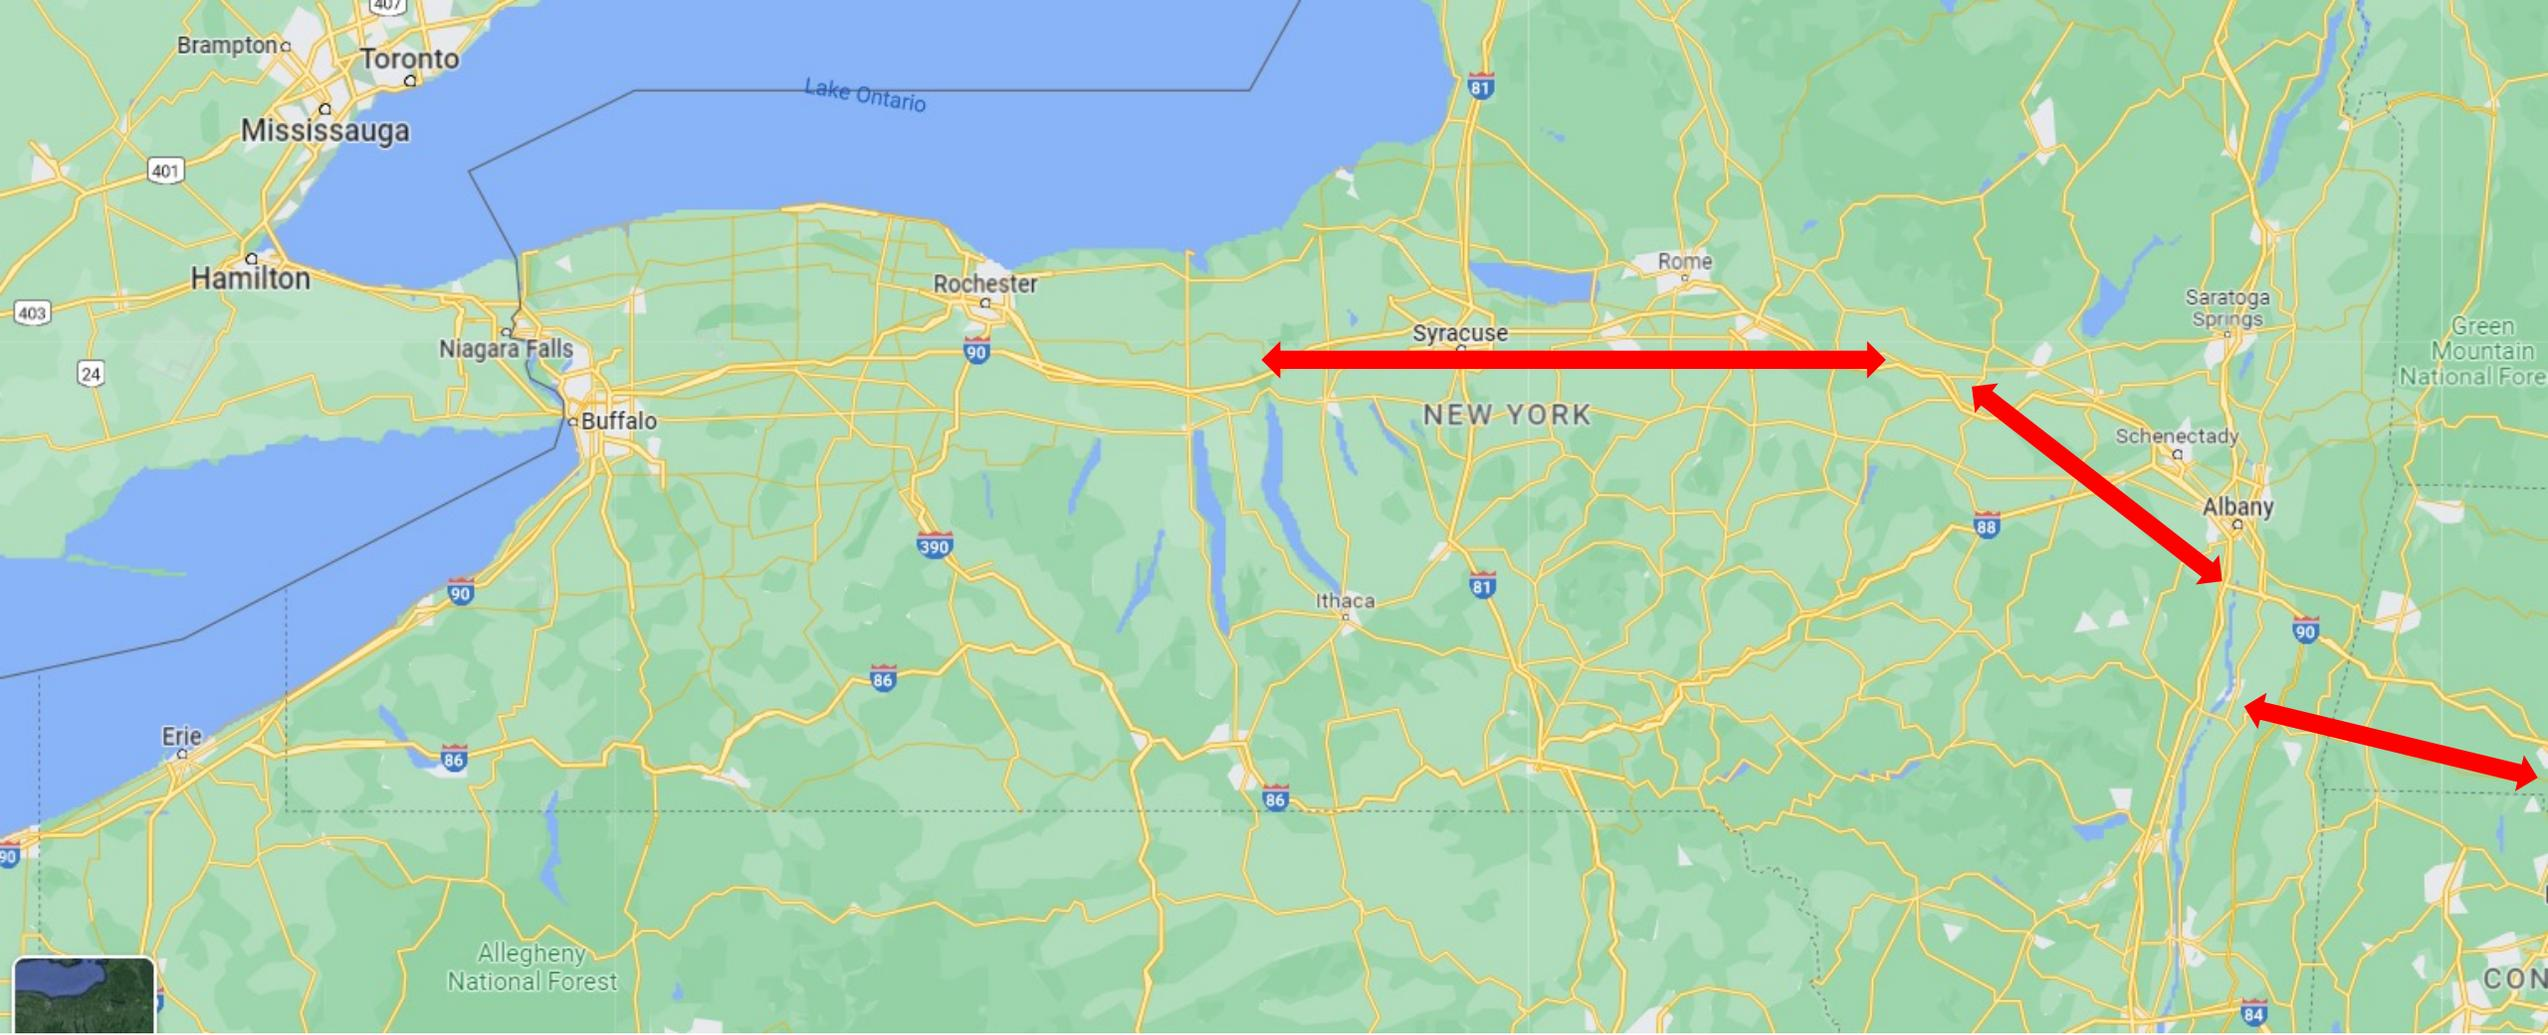 407
Brampton
Toronto
Lake Ontario
81
Mississauga
401
Rome
Hamilton
Rochester
Saratoga
Springs
403
Syracuse
Green
Mountain
National Fore
Niagara Falls
90
24
NEW YORK
Buffalo
Schenectady
Albany
88
390
90
81
Ithaca
90
86
Erie
86
86
90
Allegheny
National Forest
CON
84